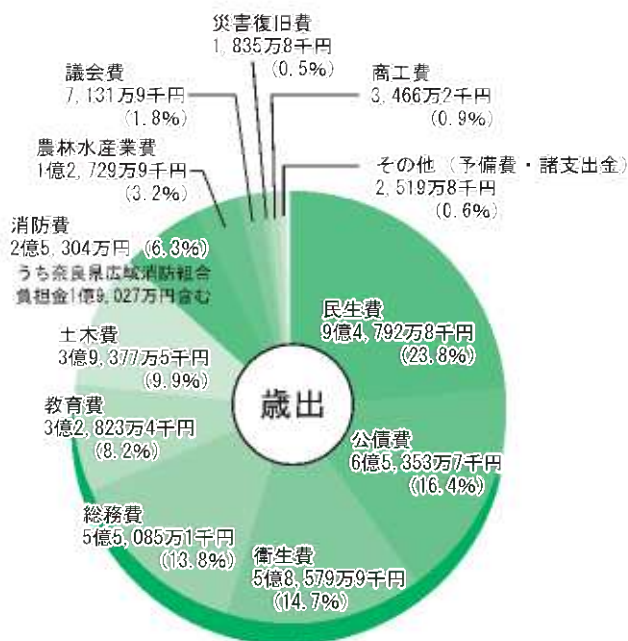 災害復旧費
1,835万8千円
(0.5%)
議会費
7,131万9千円
(1.8%)
商工費
3,466万2千円
(0.9%)
農林水産業費
1億2,729万9千円
(3.2%)
その他（予備費・諸支出金）
2,519万8千円
(0.6%)
消防費
2億5,304万円 (6.3%)
うち奈良県広域消防組合
負担金1億9,027万円含む
民生費
9億4,792万8千円
(23.8%)
土木費
3億9,377万5千円
(9.9%)
歳出
教育費
3億2,823万4千円
(8.2%)
公債費
6億5,353万7千円
(16.4%)
総務費
5億5,085万1千円
(13.8%)
衛生費
5億8,579万9千円
(14.7%)